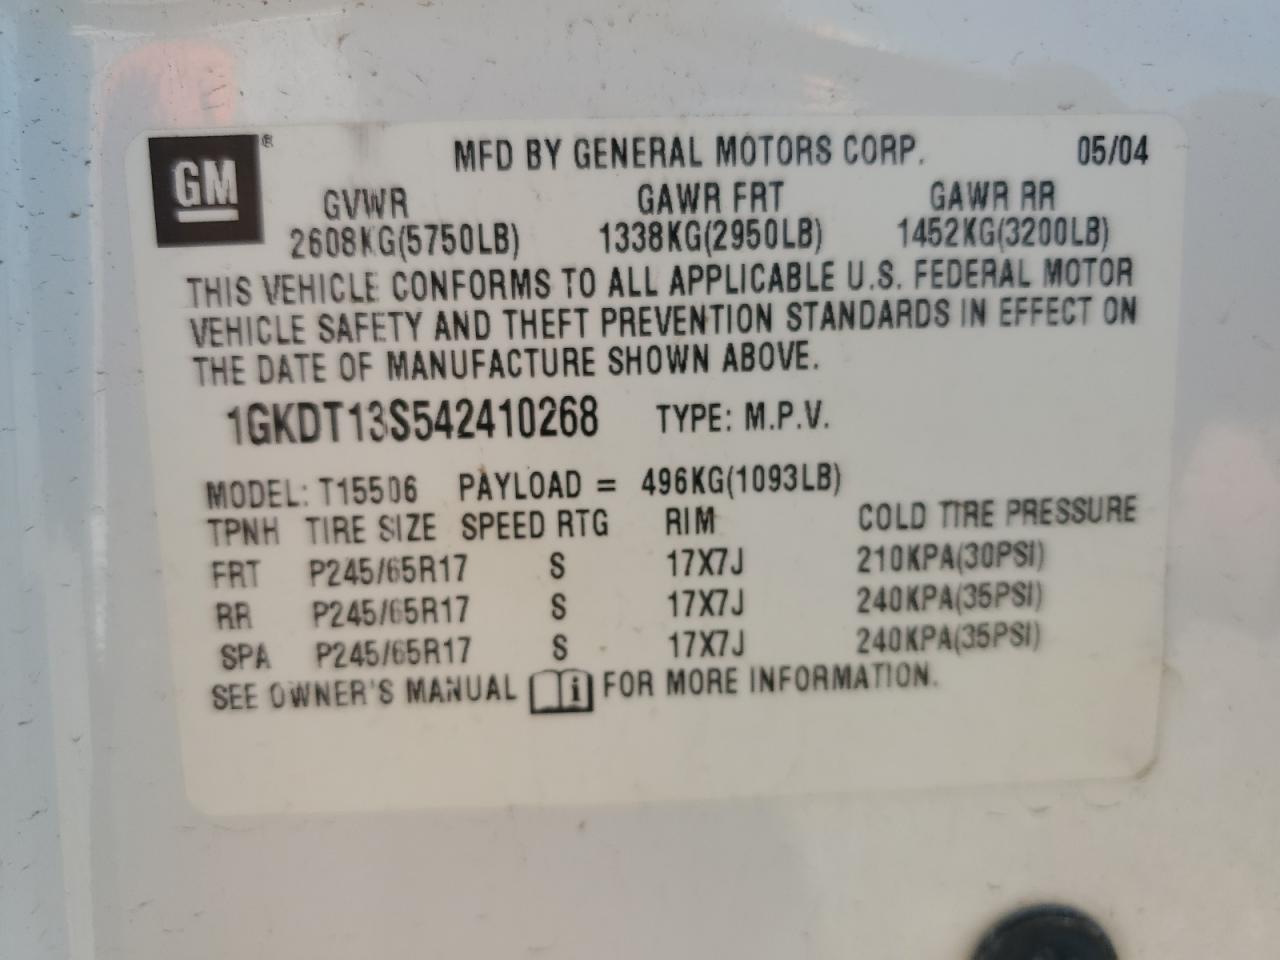 GM ® MFD BY GENERAL MOTORS CORP. 05/04
GVWR GAWR FRT GAWR RR
2608KG(5750LB) 1338KG(2950LB) 1452KG(3200LB)
THIS VEHICLE CONFORMS TO ALL APPLICABLE U.S. FEDERAL MOTOR
VEHICLE SAFETY AND THEFT PREVENTION STANDARDS IN EFFECT ON
THE DATE OF MANUFACTURE SHOWN ABOVE.
1GKDT13S542410268 TYPE: M.P.V.
MODEL: T15506 PAYLOAD = 496KG(1093LB)
TPNH TIRE SIZE SPEED RTG RIM COLD TIRE PRESSURE
FRT P245/65R17 S 17X7J 210KPA(30PSI)
RR P245/65R17 S 17X7J 240KPA(35PSI)
SPA P245/65R17 S 17X7J 240KPA(35PSI)
SEE OWNER'S MANUAL i FOR MORE INFORMATION.